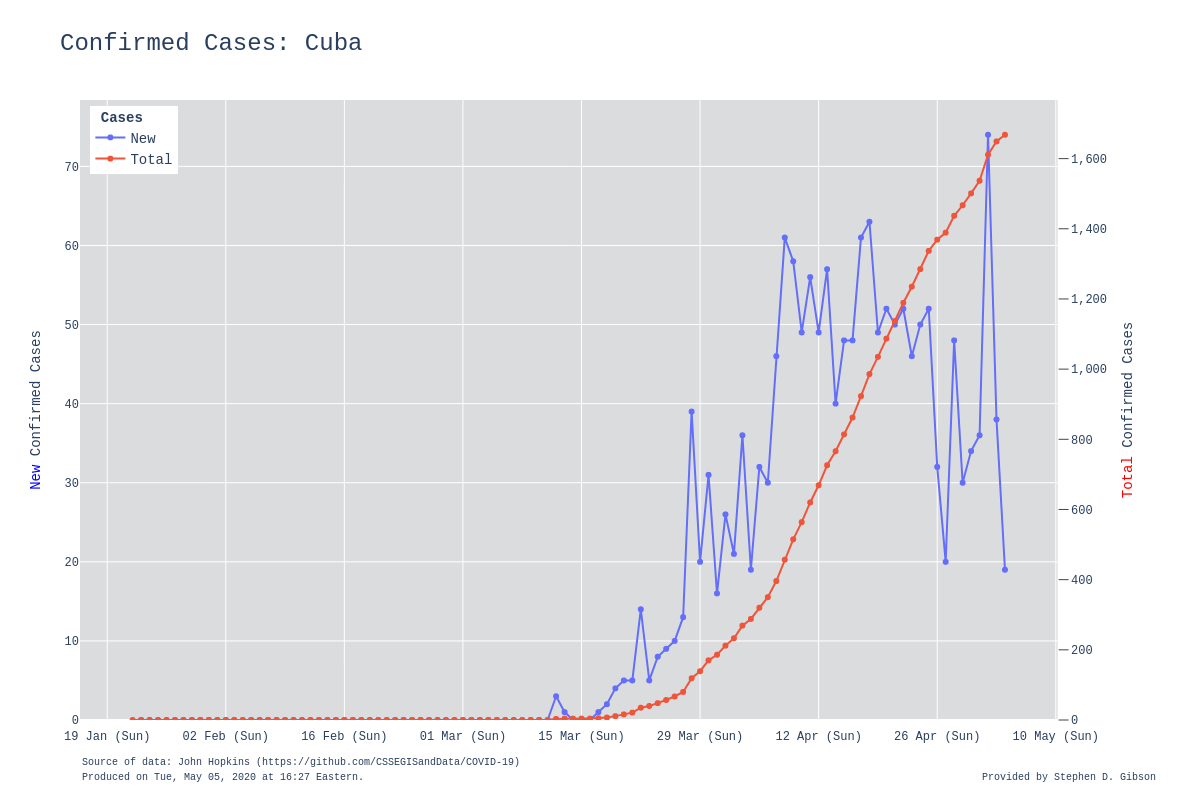 Confirmed Cases: Cuba
Cases
New
Total
70
60
50
40
30
20
10
0
New Confirmed Cases
1,600
1,400
1,200
1,000
800
600
400
200
0
Total Confirmed Cases
19 Jan (Sun) 02 Feb (Sun) 16 Feb (Sun) 01 Mar (Sun) 15 Mar (Sun) 29 Mar (Sun) 12 Apr (Sun) 26 Apr (Sun) 10 May (Sun)
Source of data: John Hopkins (https://github.com/CSSEGISandData/COVID-19)
Produced on Tue, May 05, 2020 at 16:27 Eastern.
Provided by Stephen D. Gibson